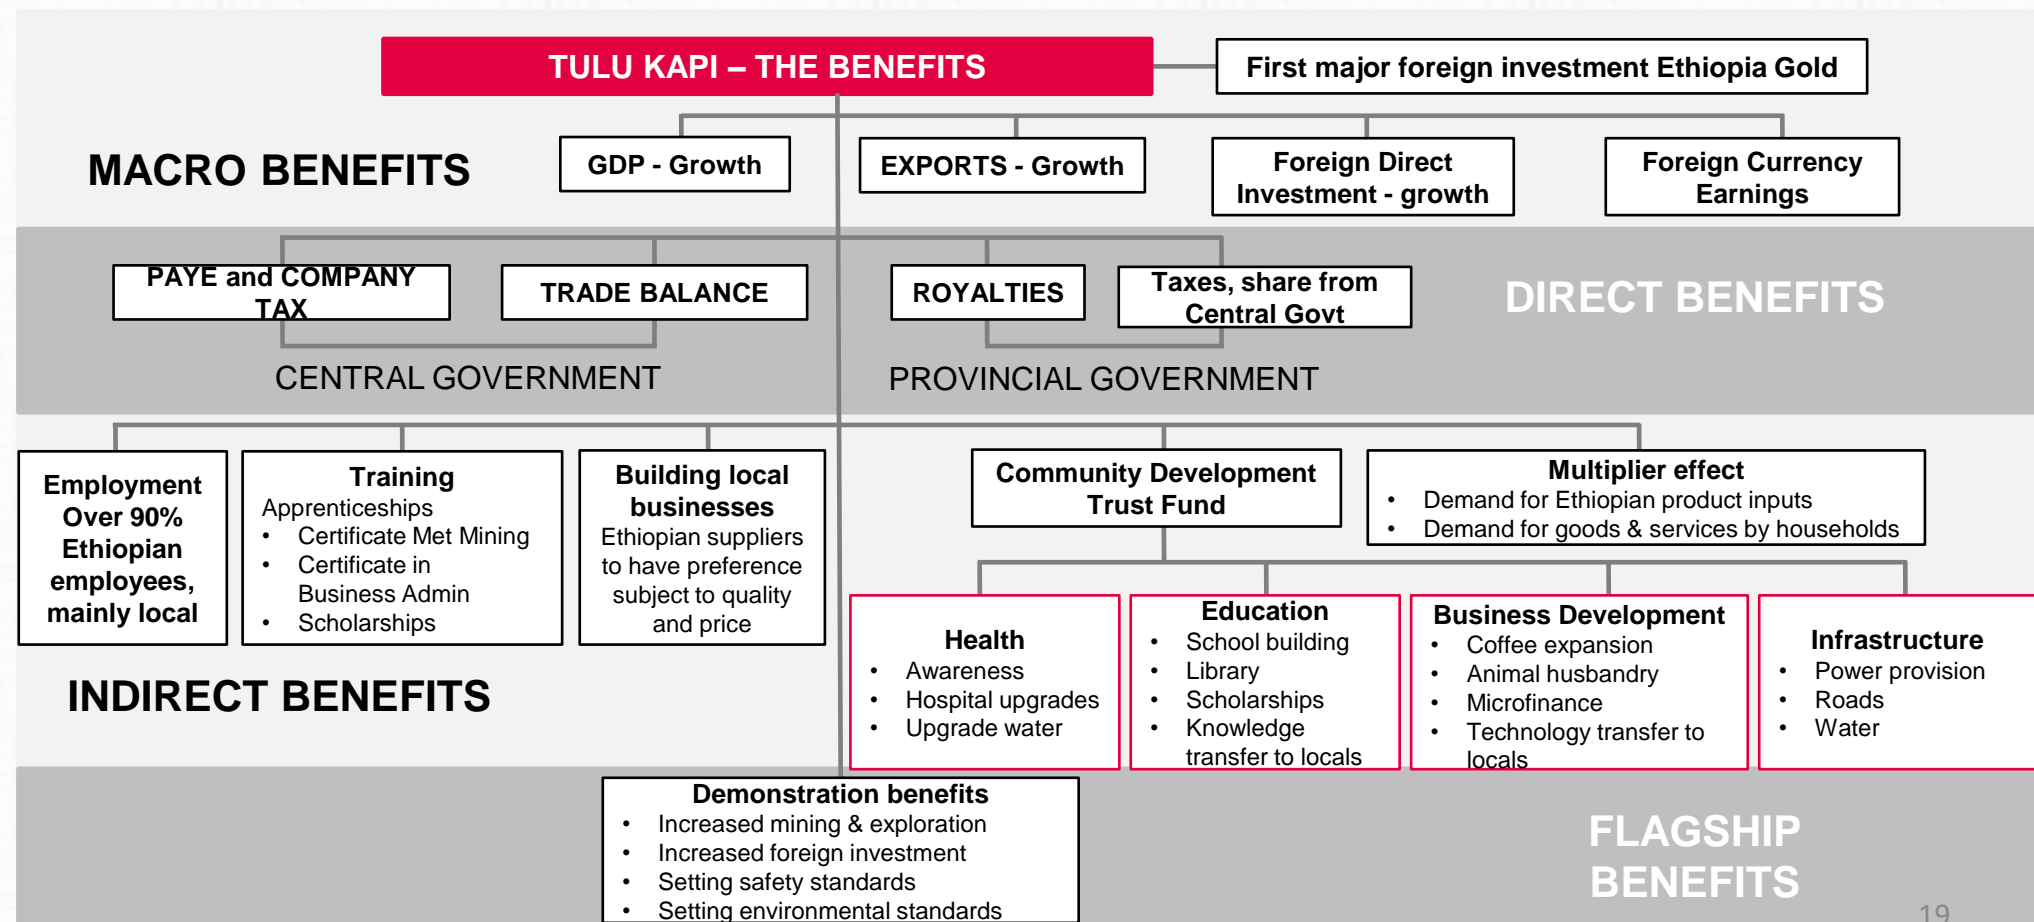 TULU KAPI – THE BENEFITS
First major foreign investment Ethiopia Gold
MACRO BENEFITS
GDP - Growth
EXPORTS - Growth
Foreign Direct
Investment - growth
Foreign Currency
Earnings
PAYE and COMPANY
TAX
TRADE BALANCE
ROYALTIES
Taxes, share from
Central Govt
DIRECT BENEFITS
CENTRAL GOVERNMENT
PROVINCIAL GOVERNMENT
Employment
Over 90%
Ethiopian
employees,
mainly local
Training
Apprenticeships
• Certificate Met Mining
• Certificate in
Business Admin
• Scholarships
Building local
businesses
Ethiopian suppliers
to have preference
subject to quality
and price
Community Development
Trust Fund
Multiplier effect
• Demand for Ethiopian product inputs
• Demand for goods & services by households
INDIRECT BENEFITS
Health
• Awareness
• Hospital upgrades
• Upgrade water
Education
• School building
• Library
• Scholarships
• Knowledge
transfer to locals
Business Development
• Coffee expansion
• Animal husbandry
• Microfinance
• Technology transfer to
locals
Infrastructure
• Power provision
• Roads
• Water
Demonstration benefits
• Increased mining & exploration
• Increased foreign investment
• Setting safety standards
• Setting environmental standards
FLAGSHIP
BENEFITS
19